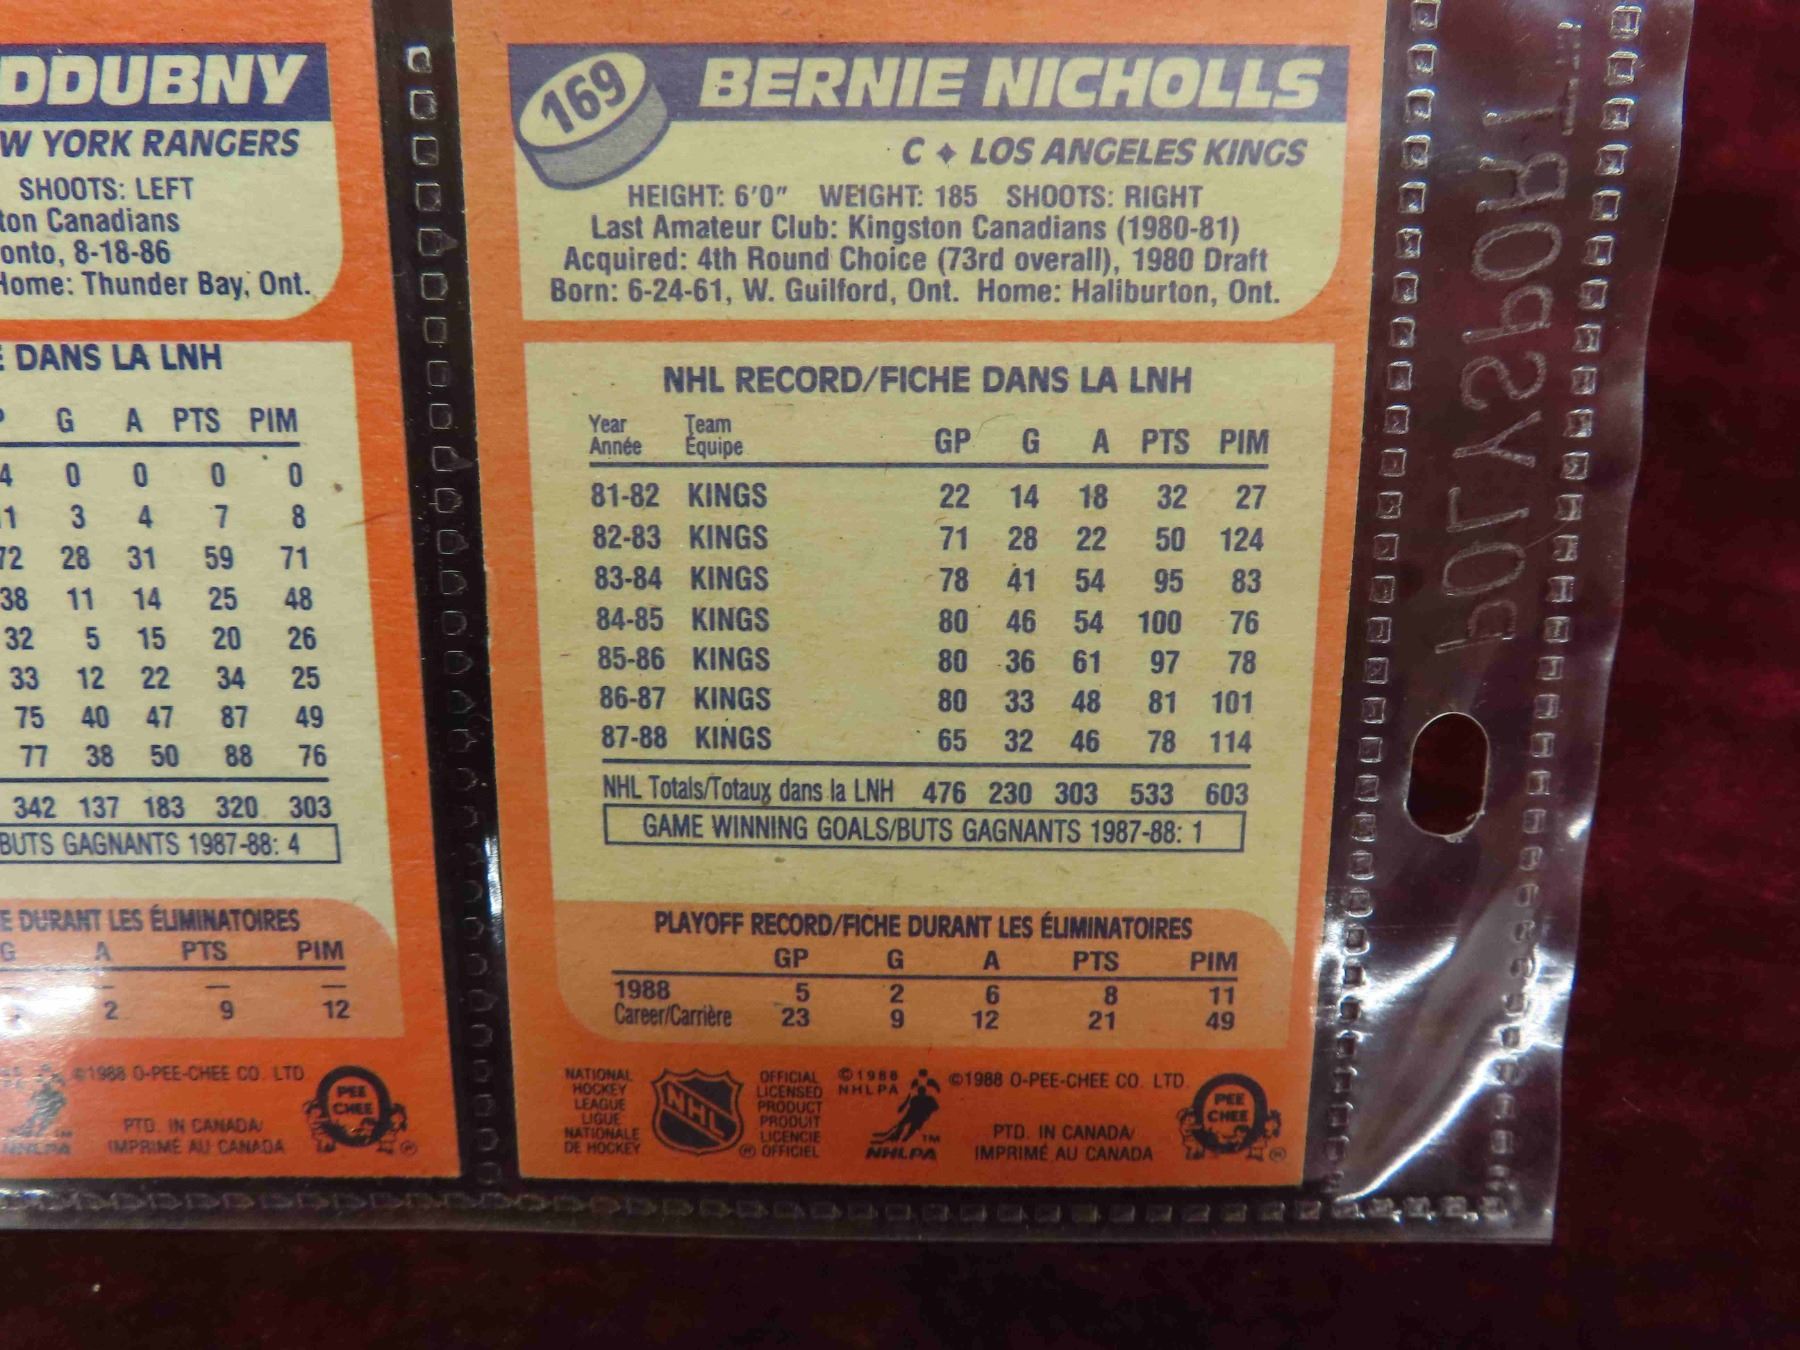 DDUBNY
W YORK RANGERS
SHOOTS: LEFT
ton Canadians
onto, 8-18-86
Home: Thunder Bay, Ont.
E DANS LA LNH
P G A PTS PIM
4 0 0 0 0
11 3 4 7 8
72 28 31 59 71
38 11 14 25 48
32 5 15 20 26
33 12 22 34 25
75 40 47 87 49
77 38 50 88 76
342 137 183 320 303
BUTS GAGNANTS 1987-88: 4
E DURANT LES ÉLIMINATOIRES
G A PTS PIM
— — — —
2 9 12
©1988 O-PEE-CHEE CO. LTD.
PTD. IN CANADA/
IMPRIMÉ AU CANADA
NHLPA
PEE
CHEE
®
169
BERNIE NICHOLLS
C ✦ LOS ANGELES KINGS
HEIGHT: 6'0" WEIGHT: 185 SHOOTS: RIGHT
Last Amateur Club: Kingston Canadians (1980-81)
Acquired: 4th Round Choice (73rd overall), 1980 Draft
Born: 6-24-61, W. Guilford, Ont. Home: Haliburton, Ont.
NHL RECORD/FICHE DANS LA LNH
Year Team
Année Équipe GP G A PTS PIM
81-82 KINGS 22 14 18 32 27
82-83 KINGS 71 28 22 50 124
83-84 KINGS 78 41 54 95 83
84-85 KINGS 80 46 54 100 76
85-86 KINGS 80 36 61 97 78
86-87 KINGS 80 33 48 81 101
87-88 KINGS 65 32 46 78 114
NHL Totals/Totaux dans la LNH 476 230 303 533 603
GAME WINNING GOALS/BUTS GAGNANTS 1987-88: 1
PLAYOFF RECORD/FICHE DURANT LES ÉLIMINATOIRES
GP G A PTS PIM
1988 5 2 6 8 11
Career/Carrière 23 9 12 21 49
NATIONAL
HOCKEY
LEAGUE
LIGUE
NATIONALE
DE HOCKEY
NHL
®
OFFICIAL
LICENSED
PRODUCT
PRODUIT
LICENCIE
OFFICIEL
©1988
NHLPA
™
NHLPA
©1988 O-PEE-CHEE CO. LTD.
PTD. IN CANADA/
IMPRIMÉ AU CANADA
PEE
CHEE
®
POLYSPORT